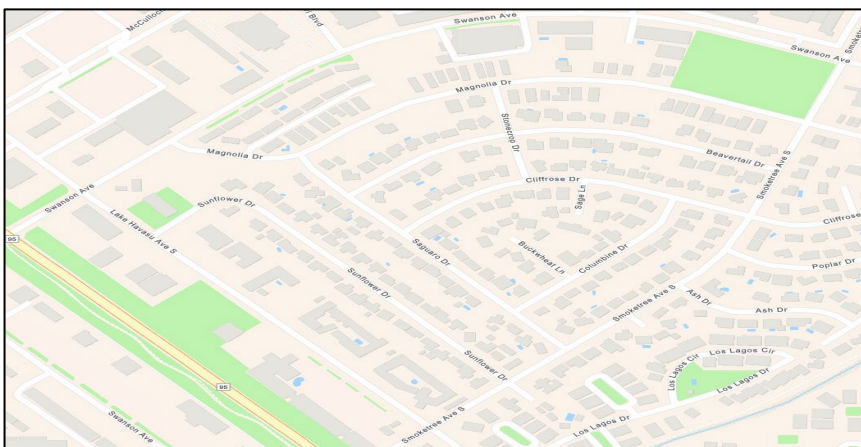 McCulloch
Blvd
Swanson Ave
Swanson Ave
Smoketree
Magnolia Dr
Stonecrop Dr
Magnolia Dr
Beavertail Dr
Smoketree Ave S
Cliffrose Dr
Sage Ln
Swanson Ave
Sunflower Dr
Lake Havasu Ave S
Cliffrose
95
Saguaro Dr
Buckwheat Ln
Columbine Dr
Poplar Dr
Sunflower Dr
Smoketree Ave S
Ash Dr
Ash Dr
Sunflower Dr
Los Lagos Cir
Los Lagos Cir
Los Lagos Dr
95
Swanson Ave
Smoketree Ave S
Los Lagos Dr